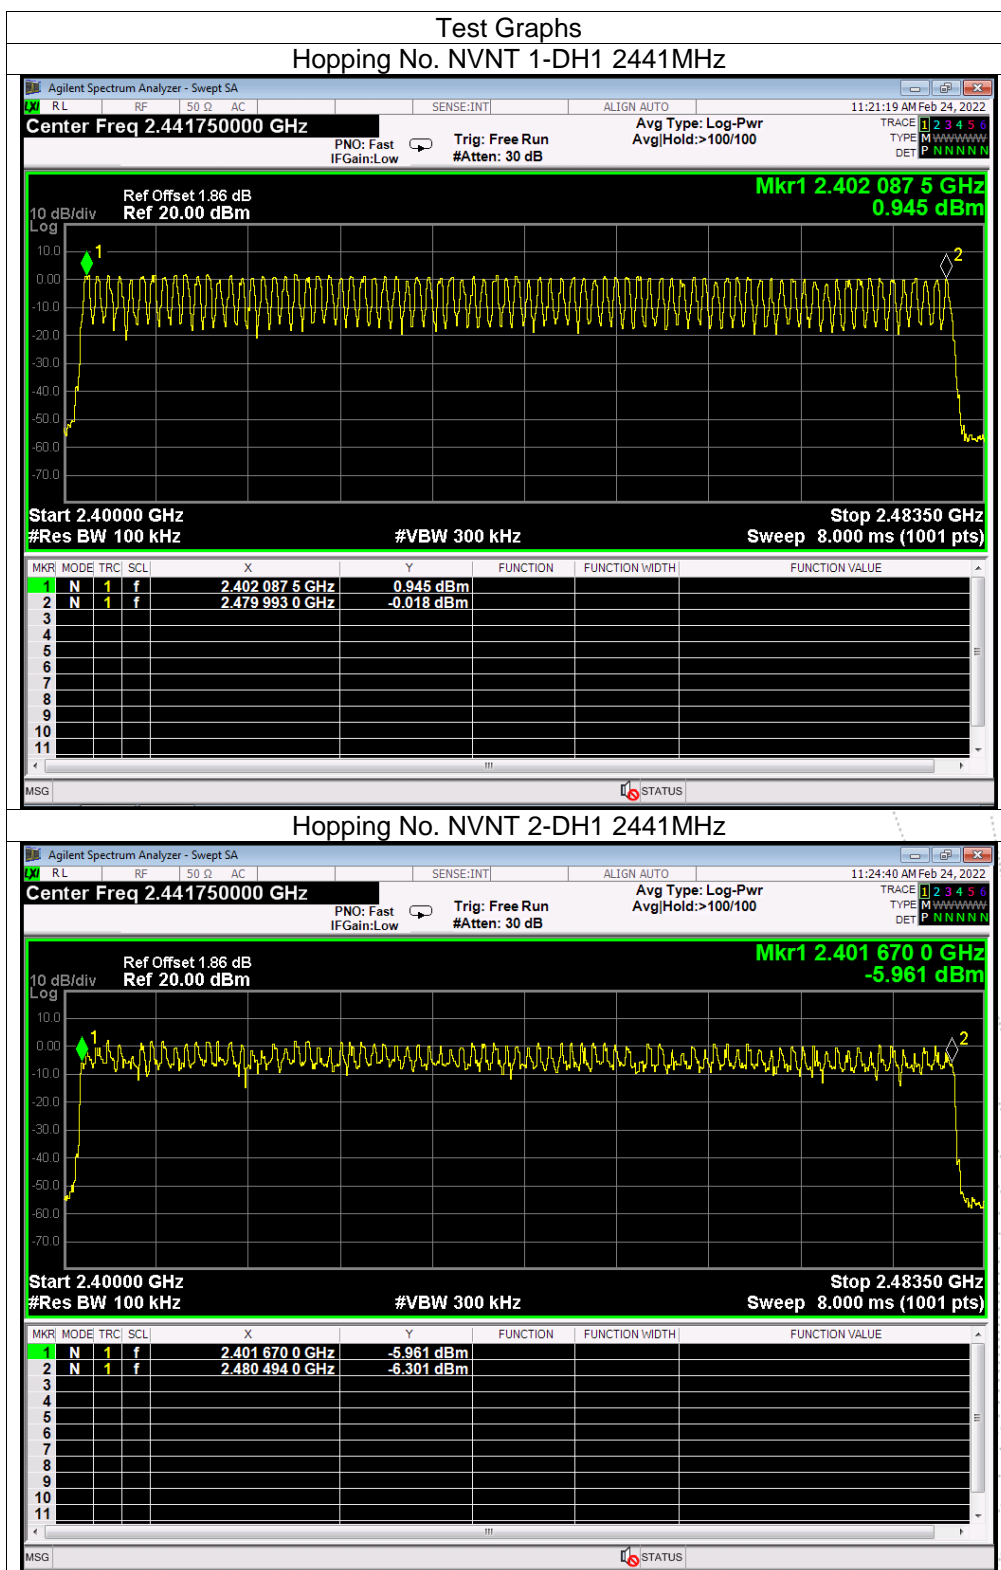 Test Graphs
Hopping No. NVNT 1-DH1 2441MHz
Agilent Spectrum Analyzer - Swept SA
LXI RL RF 50 Ω AC SENSE:INT ALIGN AUTO 11:21:19 AM Feb 24, 2022
Center Freq 2.441750000 GHz Avg Type: Log-Pwr TRACE 1 2 3 4 5 6
PNO: Fast Trig: Free Run Avg|Hold:>100/100 TYPE M WWWWW
IFGain:Low #Atten: 30 dB DET P N N N N N
Mkr1 2.402 087 5 GHz
Ref Offset 1.86 dB 0.945 dBm
10 dB/div Ref 20.00 dBm
Log
10.0
1 2
0.00
-10.0
-20.0
-30.0
-40.0
-50.0
-60.0
-70.0
Start 2.40000 GHz Stop 2.48350 GHz
#Res BW 100 kHz #VBW 300 kHz Sweep 8.000 ms (1001 pts)
MKR MODE TRC SCL X Y FUNCTION FUNCTION WIDTH FUNCTION VALUE
1 N 1 f 2.402 087 5 GHz 0.945 dBm
2 N 1 f 2.479 993 0 GHz -0.018 dBm
3
4
5
6
7
8
9
10
11
MSG STATUS
Hopping No. NVNT 2-DH1 2441MHz
Agilent Spectrum Analyzer - Swept SA
LXI RL RF 50 Ω AC SENSE:INT ALIGN AUTO 11:24:40 AM Feb 24, 2022
Center Freq 2.441750000 GHz Avg Type: Log-Pwr TRACE 1 2 3 4 5 6
PNO: Fast Trig: Free Run Avg|Hold:>100/100 TYPE M WWWWW
IFGain:Low #Atten: 30 dB DET P N N N N N
Mkr1 2.401 670 0 GHz
Ref Offset 1.86 dB -5.961 dBm
10 dB/div Ref 20.00 dBm
Log
10.0
1 2
0.00
-10.0
-20.0
-30.0
-40.0
-50.0
-60.0
-70.0
Start 2.40000 GHz Stop 2.48350 GHz
#Res BW 100 kHz #VBW 300 kHz Sweep 8.000 ms (1001 pts)
MKR MODE TRC SCL X Y FUNCTION FUNCTION WIDTH FUNCTION VALUE
1 N 1 f 2.401 670 0 GHz -5.961 dBm
2 N 1 f 2.480 494 0 GHz -6.301 dBm
3
4
5
6
7
8
9
10
11
MSG STATUS